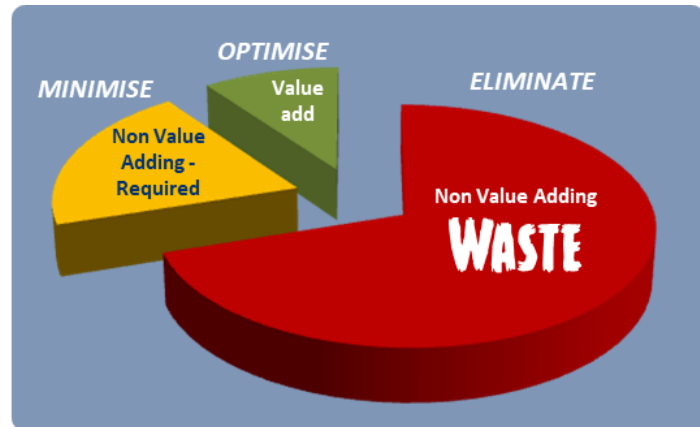 OPTIMISE
MINIMISE
ELIMINATE
Value
add
Non Value
Adding -
Required
Non Value Adding
WASTE